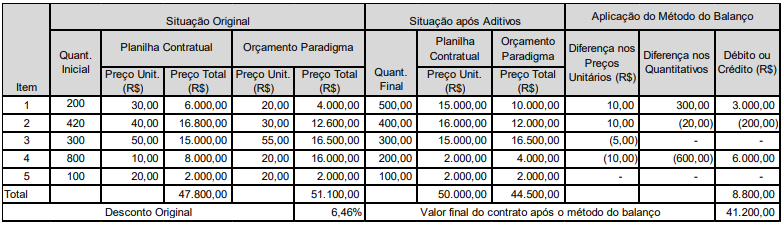 Situação Original Situação após Aditivos Aplicação do Método do Balanço
Item Quant. Inicial Planilha Contratual Orçamento Paradigma Quant. Final Planilha Contratual Orçamento Paradigma Diferença nos Preços Unitários (R$) Diferença nos Quantitativos Débito ou Crédito (R$)
Preço Unit. (R$) Preço Total (R$) Preço Unit. (R$) Preço Total (R$) Preço Unit. (R$) Preço Total (R$)
1 200 30,00 6.000,00 20,00 4.000,00 500,00 15.000,00 10.000,00 10,00 300,00 3.000,00
2 420 40,00 16.800,00 30,00 12.600,00 400,00 16.000,00 12.000,00 10,00 (20,00) (200,00)
3 300 50,00 15.000,00 55,00 16.500,00 300,00 15.000,00 16.500,00 (5,00) - -
4 800 10,00 8.000,00 20,00 16.000,00 200,00 2.000,00 4.000,00 (10,00) (600,00) 6.000,00
5 100 20,00 2.000,00 20,00 2.000,00 100,00 2.000,00 2.000,00 - - -
Total 47.800,00 51.100,00 50.000,00 44.500,00 8.800,00
Desconto Original 6,46% Valor final do contrato após o método do balanço 41.200,00